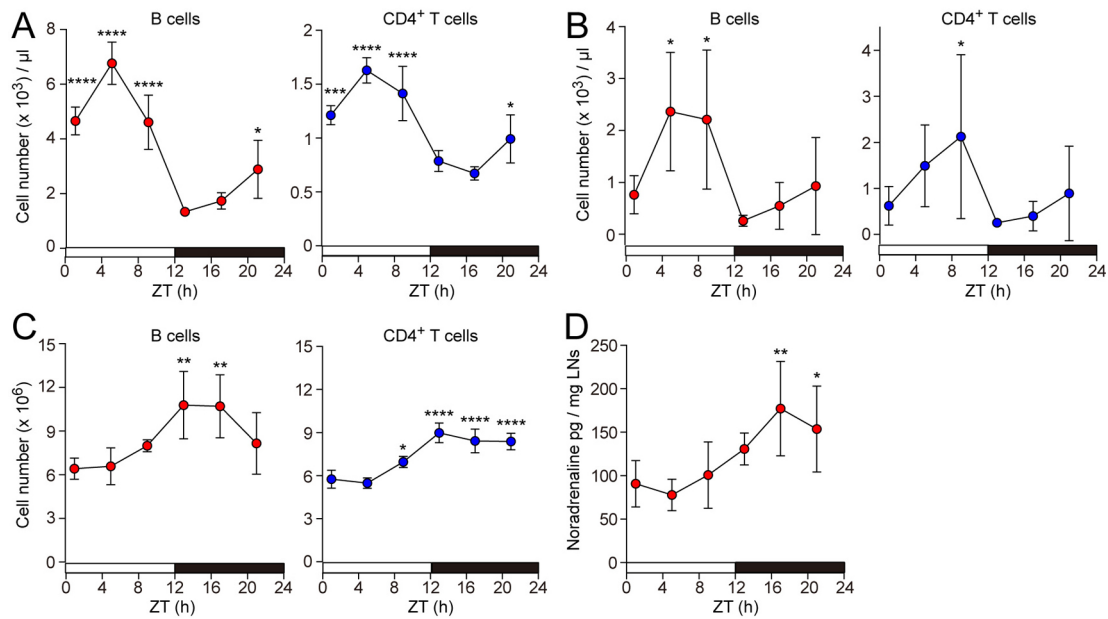 A
B cells
Cell number (x 10³) / µl
8
6
4
2
0
****
****
****
*
0 4 8 12 16 20 24
ZT (h)
CD4⁺ T cells
2
1.5
1
0.5
0
***
****
****
*
0 4 8 12 16 20 24
ZT (h)
B
B cells
Cell number (x 10³) / µl
4
3
2
1
0
*
*
0 4 8 12 16 20 24
ZT (h)
CD4⁺ T cells
4
3
2
1
0
*
0 4 8 12 16 20 24
ZT (h)
C
B cells
Cell number (x 10⁶)
15
12
9
6
3
0
**
**
0 4 8 12 16 20 24
ZT (h)
CD4⁺ T cells
15
12
9
6
3
0
*
****
****
****
0 4 8 12 16 20 24
ZT (h)
D
Noradrenaline pg / mg LNs
250
200
150
100
50
0
**
*
0 4 8 12 16 20 24
ZT (h)